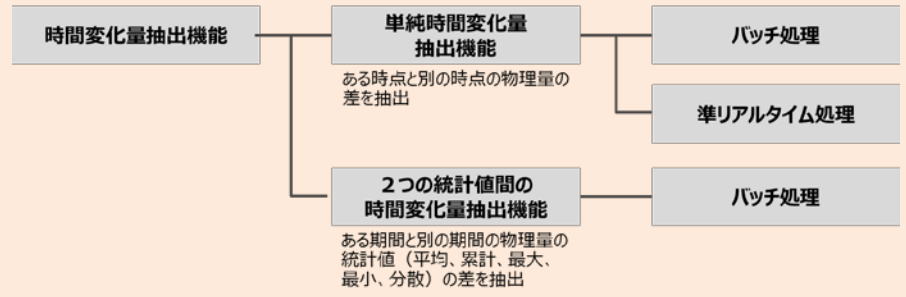 時間変化量抽出機能
単純時間変化量
抽出機能
ある時点と別の時点の物理量の
差を抽出
バッチ処理
準リアルタイム処理
２つの統計値間の
時間変化量抽出機能
ある期間と別の期間の物理量の
統計値（平均、累計、最大、
最小、分散）の差を抽出
バッチ処理